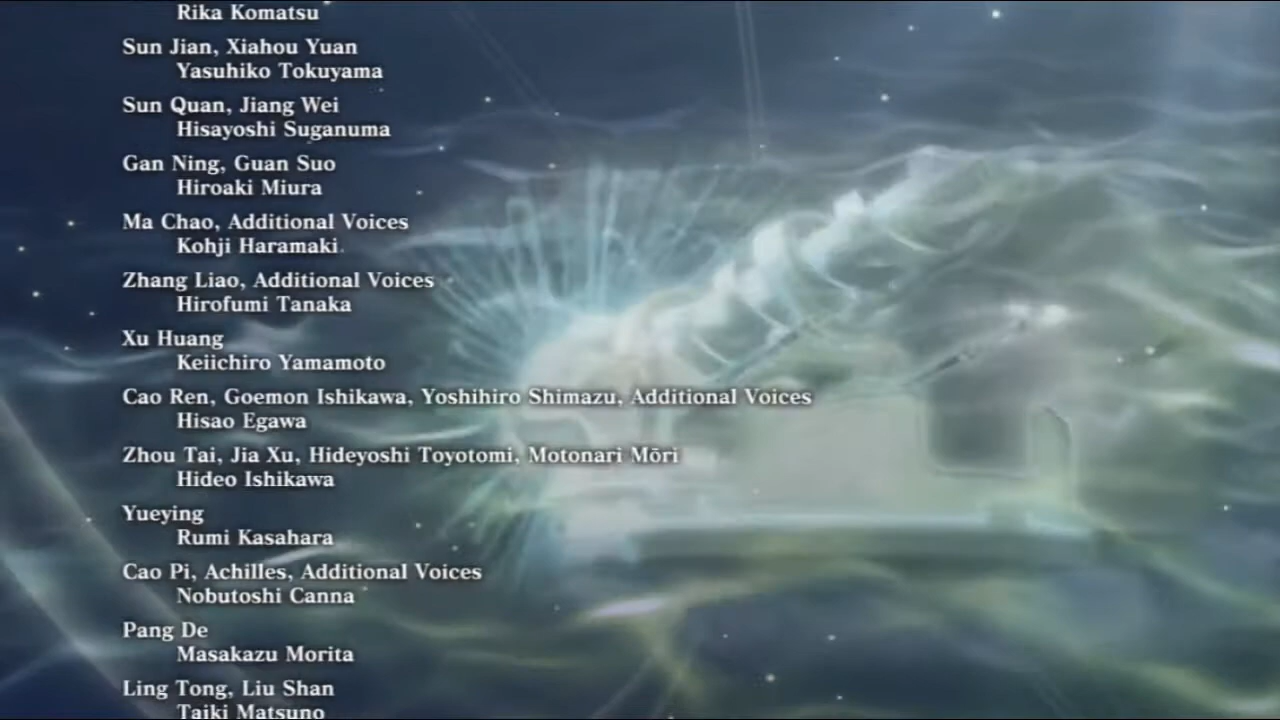 Rika Komatsu
Sun Jian, Xiahou Yuan
Yasuhiko Tokuyama
Sun Quan, Jiang Wei
Hisayoshi Suganuma
Gan Ning, Guan Suo
Hiroaki Miura
Ma Chao, Additional Voices
Kohji Haramaki
Zhang Liao, Additional Voices
Hirofumi Tanaka
Xu Huang
Keiichiro Yamamoto
Cao Ren, Goemon Ishikawa, Yoshihiro Shimazu, Additional Voices
Hisao Egawa
Zhou Tai, Jia Xu, Hideyoshi Toyotomi, Motonari Mōri
Hideo Ishikawa
Yueying
Rumi Kasahara
Cao Pi, Achilles, Additional Voices
Nobutoshi Canna
Pang De
Masakazu Morita
Ling Tong, Liu Shan
Taiki Matsuno